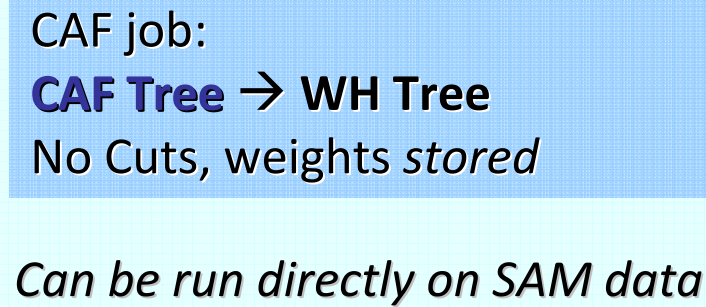 CAF job:
CAF Tree → WH Tree
No Cuts, weights stored
Can be run directly on SAM data